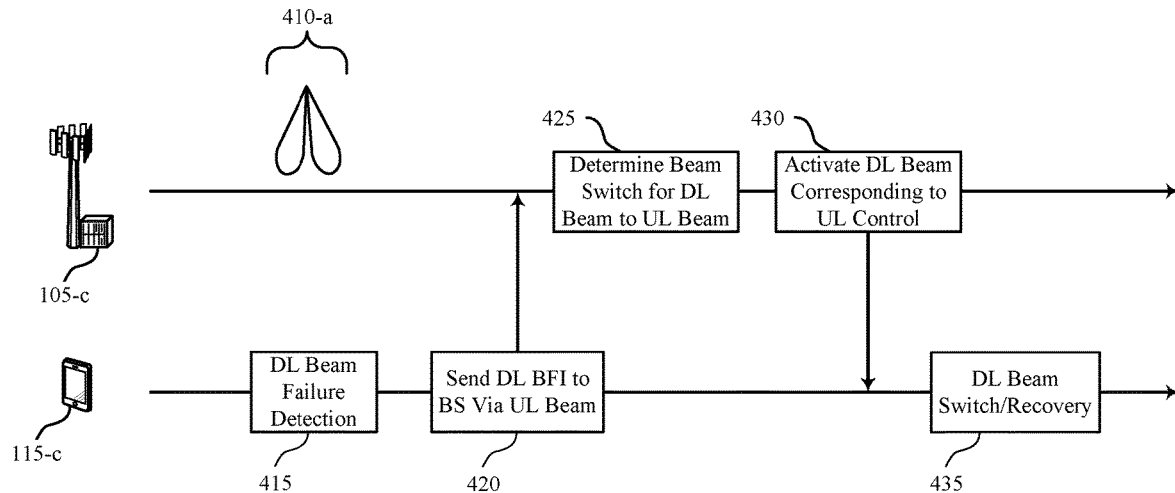 410-a
425
430
Determine Beam
Switch for DL
Beam to UL Beam
Activate DL Beam
Corresponding to
UL Control
105-c
DL Beam
Failure
Detection
Send DL BFI to
BS Via UL Beam
DL Beam
Switch/Recovery
115-c
415
420
435